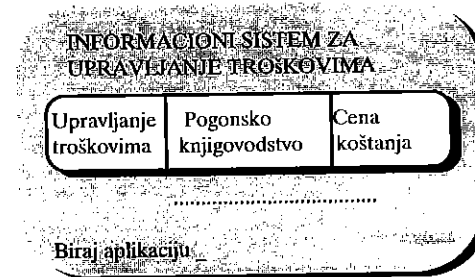 INFORMACIONI SISTEM ZA
UPRAVLJANJE TROŠKOVIMA
Upravljanje troškovima
Pogonsko knjigovodstvo
Cena koštanja
Biraj aplikaciju _